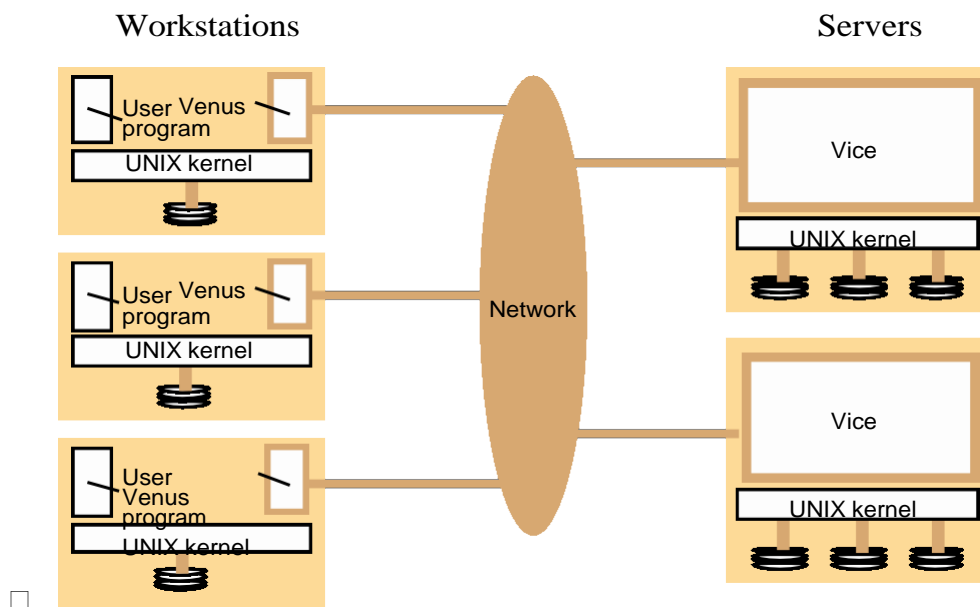 Workstations
Servers
User Venus
program
UNIX kernel
User Venus
program
UNIX kernel
User
Venus
program
UNIX kernel
Network
Vice
UNIX kernel
Vice
UNIX kernel